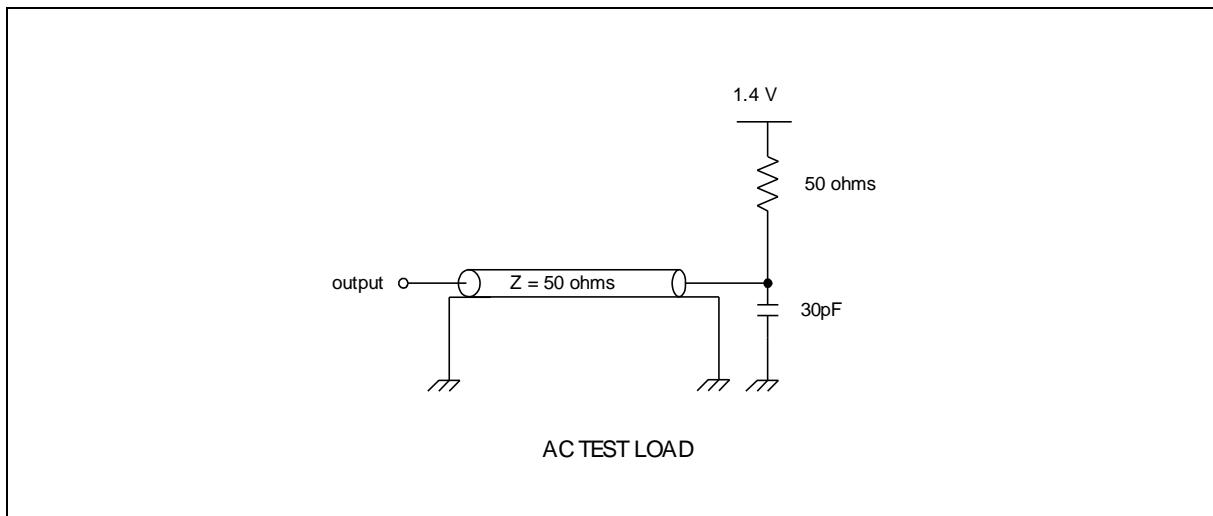 1.4 V
50 ohms
output
Z = 50 ohms
30pF
AC TEST LOAD